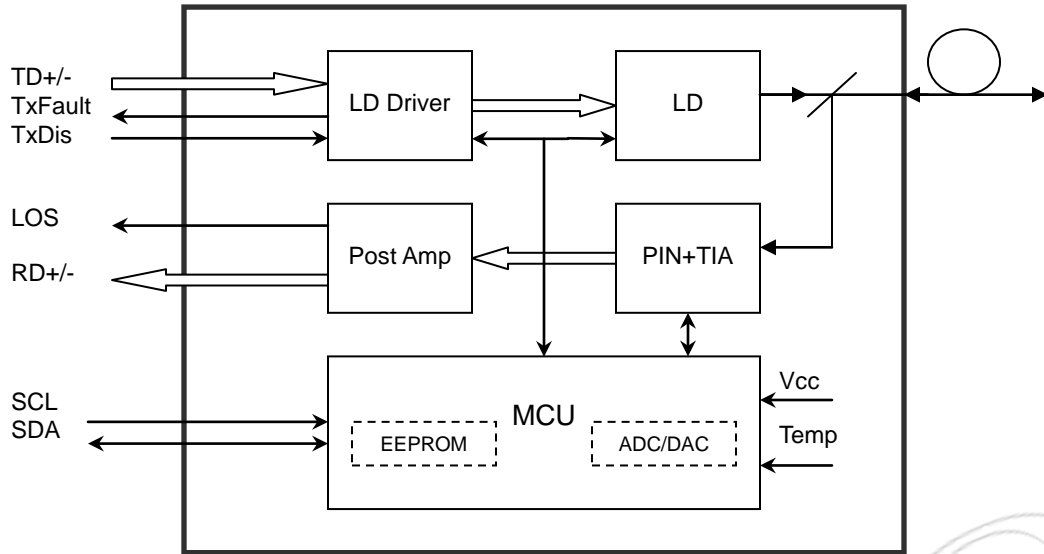 TD+/-
TxFault
TxDis
LD Driver
LD
LOS
RD+/-
Post Amp
PIN+TIA
SCL
SDA
MCU
EEPROM
ADC/DAC
Vcc
Temp